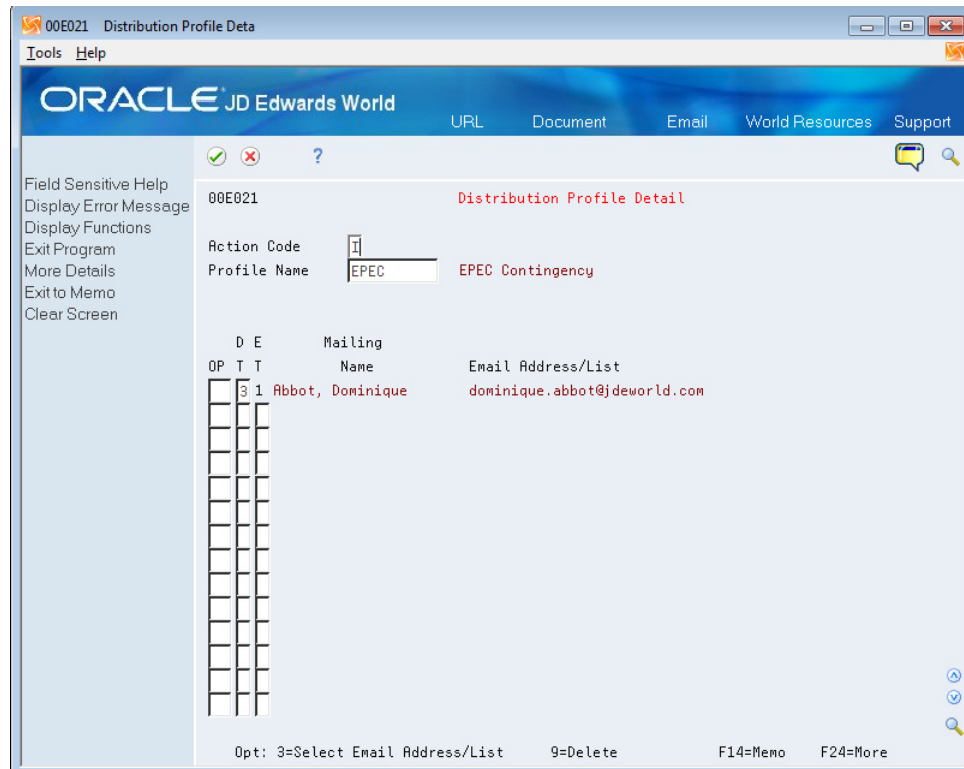 00E021 Distribution Profile Deta
Tools Help
ORACLE JD Edwards World
URL Document Email World Resources Support
?
Field Sensitive Help
Display Error Message
Display Functions
Exit Program
More Details
Exit to Memo
Clear Screen
00E021 Distribution Profile Detail
Action Code I
Profile Name EPEC EPEC Contingency
D E Mailing
OP T T Name Email Address/List
3 1 Abbot, Dominique dominique.abbot@jdeworld.com
Opt: 3=Select Email Address/List 9=Delete F14=Memo F24=More